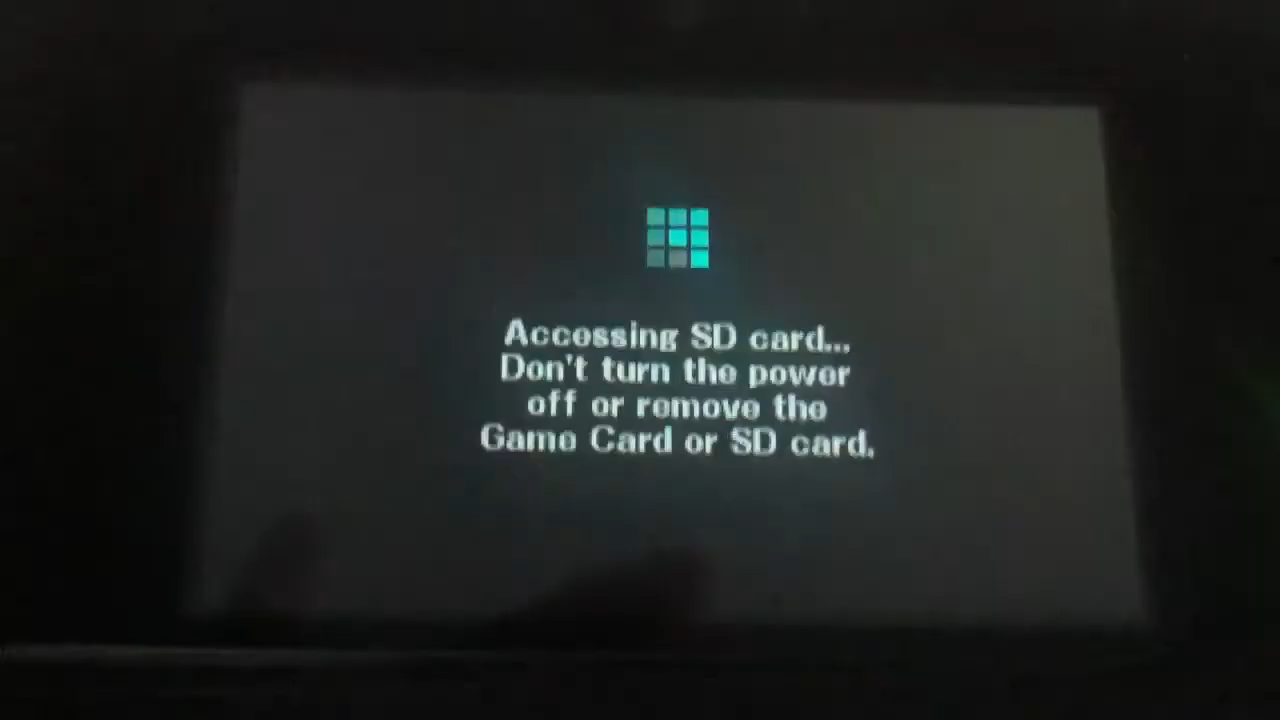 Accessing SD card...
Don't turn the power
off or remove the
Game Card or SD card.